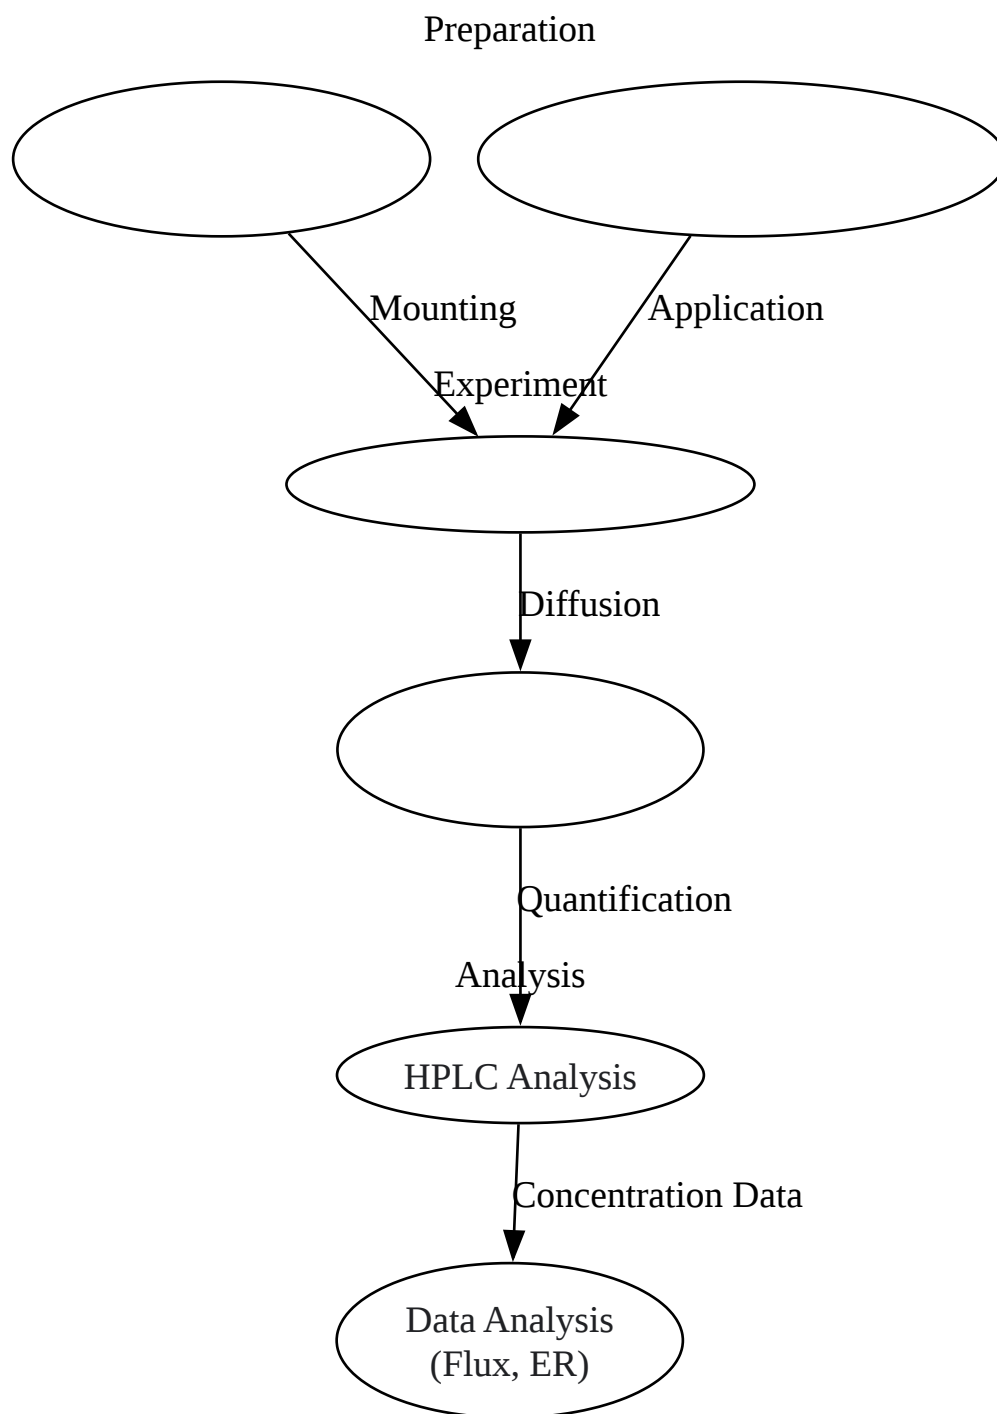 Preparation
Mounting
Application
Experiment
Diffusion
Quantification
Analysis
HPLC Analysis
Concentration Data
Data Analysis
(Flux, ER)